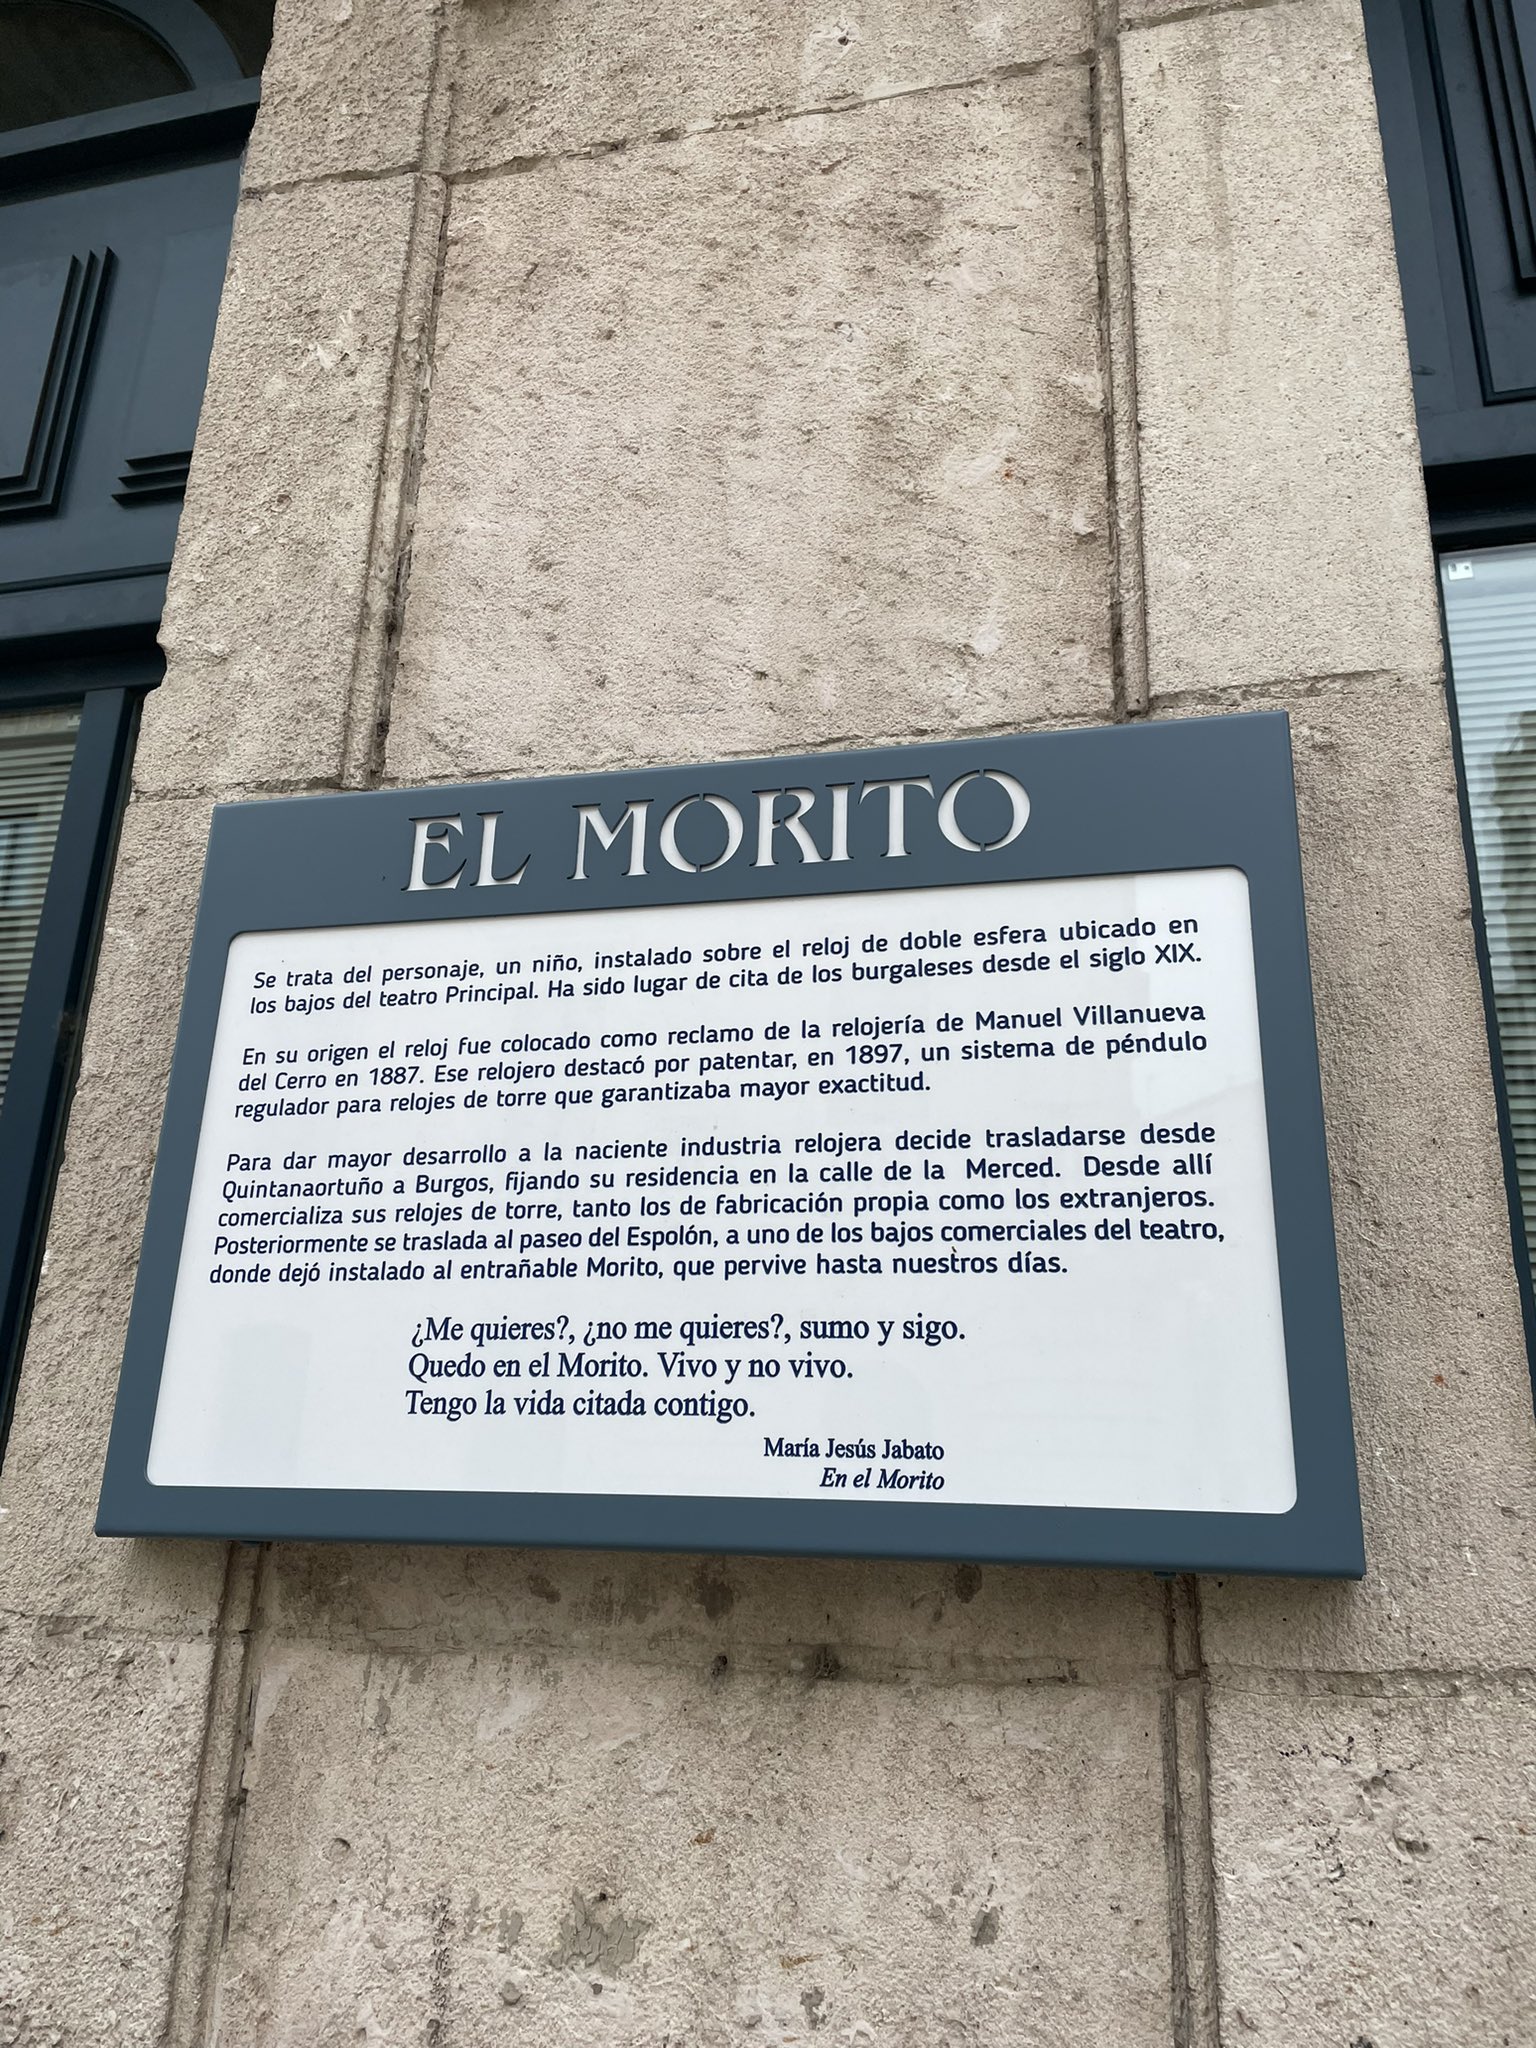 EL MORITO
Se trata del personaje, un niño, instalado sobre el reloj de doble esfera ubicado en
los bajos del teatro Principal. Ha sido lugar de cita de los burgaleses desde el siglo XIX.
En su origen el reloj fue colocado como reclamo de la relojería de Manuel Villanueva
del Cerro en 1887. Ese relojero destacó por patentar, en 1897, un sistema de péndulo
regulador para relojes de torre que garantizaba mayor exactitud.
Para dar mayor desarrollo a la naciente industria relojera decide trasladarse desde
Quintanaortuño a Burgos, fijando su residencia en la calle de la Merced. Desde allí
comercializa sus relojes de torre, tanto los de fabricación propia como los extranjeros.
Posteriormente se traslada al paseo del Espolón, a uno de los bajos comerciales del teatro,
donde dejó instalado al entrañable Morito, que pervive hasta nuestros días.
¿Me quieres?, ¿no me quieres?, sumo y sigo.
Quedo en el Morito. Vivo y no vivo.
Tengo la vida citada contigo.
María Jesús Jabato
En el Morito